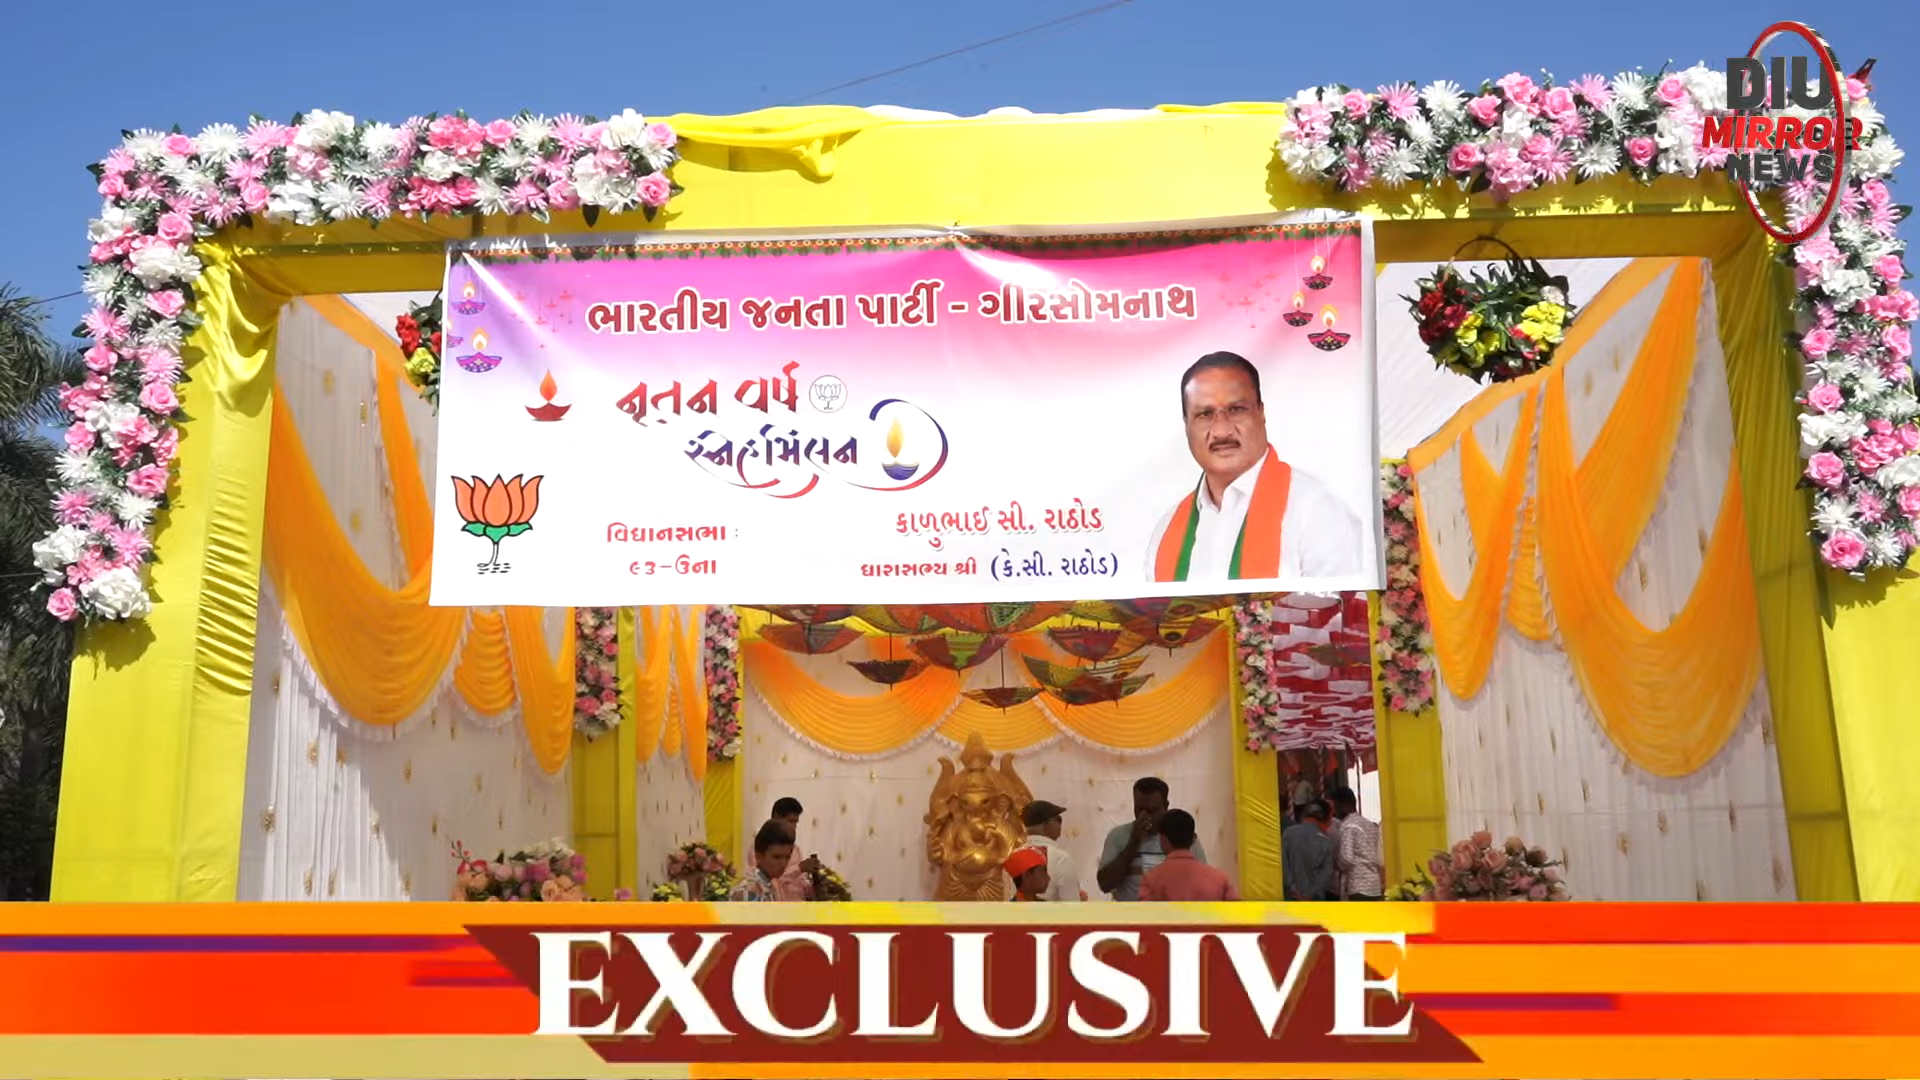 DIU
MIRROR
NEWS
ભારતીય જનતા પાર્ટી - ગીરસોમનાથ
નૂતન વર્ષ
સ્નેહમિલન
વિધાનસભા :
૯૩-ઉના
કાળુભાઈ સી. રાઠોડ
ધારાસભ્ય શ્રી (કે.સી. રાઠોડ)
EXCLUSIVE